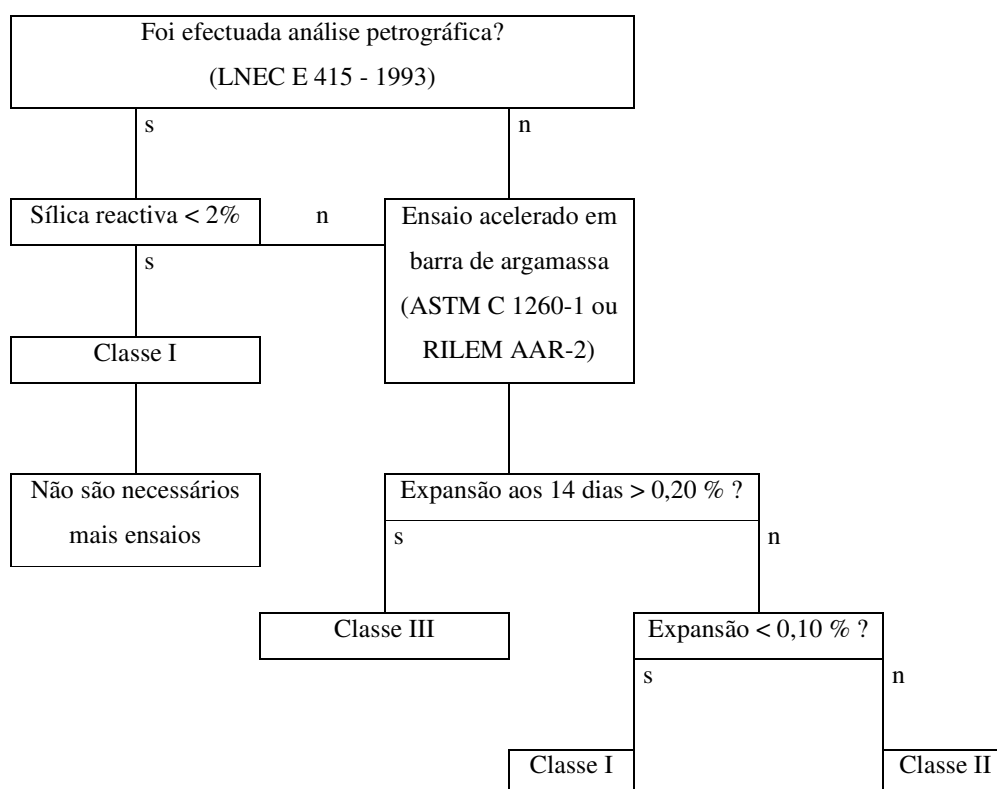 Foi efectuada análise petrográfica?
(LNEC E 415 - 1993)
s
n
Sílica reactiva < 2%
n
Ensaio acelerado em
barra de argamassa
(ASTM C 1260-1 ou
RILEM AAR-2)
s
Classe I
Não são necessários
mais ensaios
Expansão aos 14 dias > 0,20 % ?
s
n
Classe III
Expansão < 0,10 % ?
s
n
Classe I
Classe II